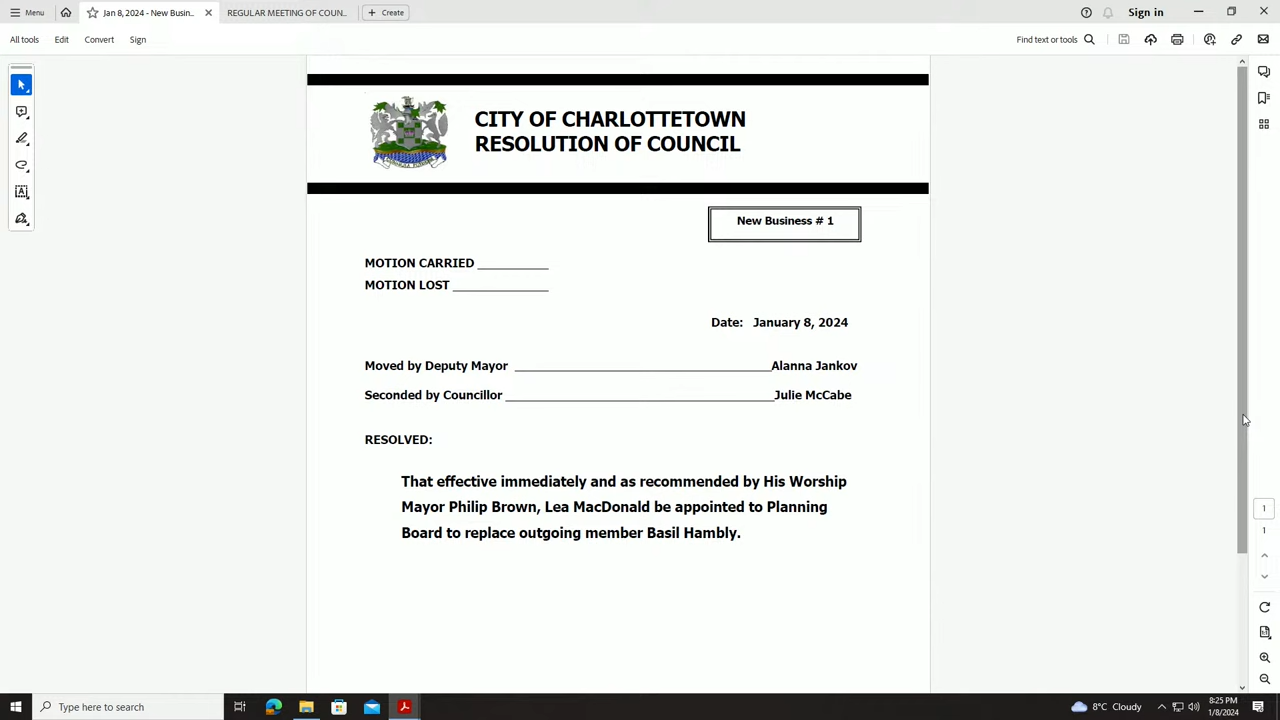 Menu
Jan 8, 2024 - New Busin...
REGULAR MEETING OF COUN...
Create
Sign in
All tools
Edit
Convert
Sign
Find text or tools
CITY OF CHARLOTTETOWN
RESOLUTION OF COUNCIL
New Business # 1
MOTION CARRIED __________
MOTION LOST ______________
Date: January 8, 2024
Moved by Deputy Mayor ______________________________________Alanna Jankov
Seconded by Councillor ________________________________________Julie McCabe
RESOLVED:
That effective immediately and as recommended by His Worship
Mayor Philip Brown, Lea MacDonald be appointed to Planning
Board to replace outgoing member Basil Hambly.
1
1
Type here to search
8°C Cloudy
8:25 PM
1/8/2024